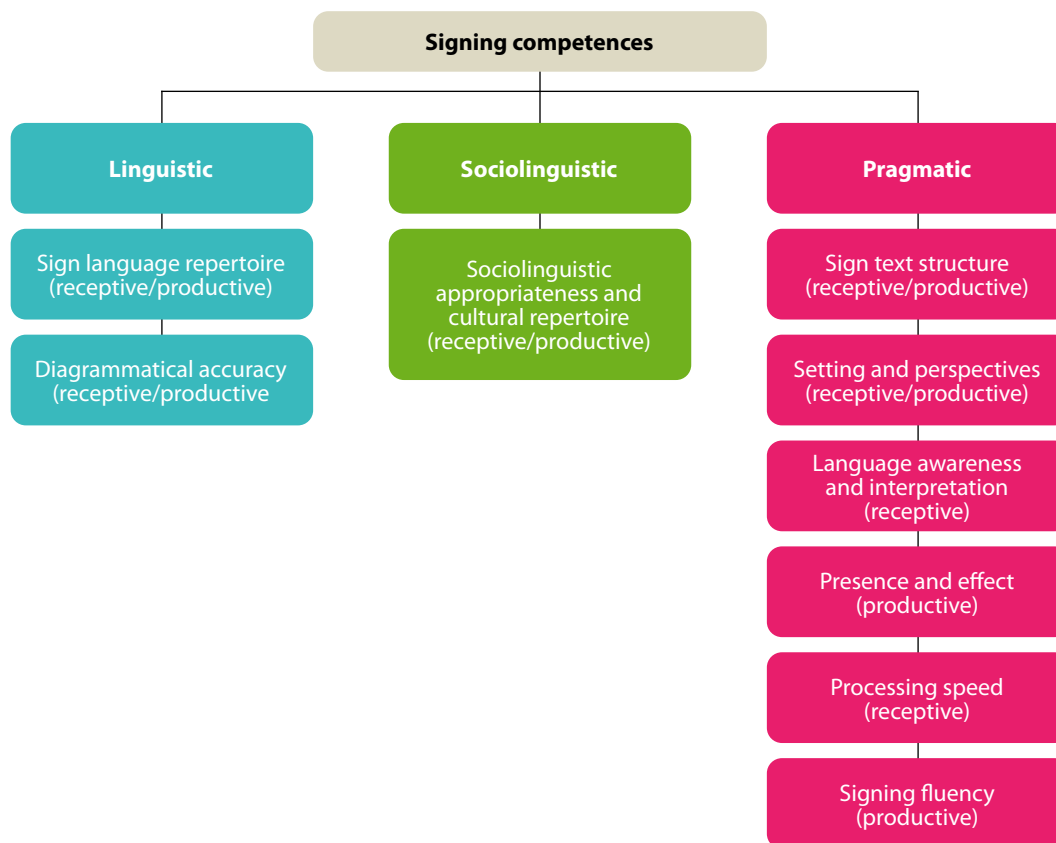 Signing competences
Linguistic
Sign language repertoire
(receptive/productive)
Diagrammatical accuracy
(receptive/productive
Sociolinguistic
Sociolinguistic
appropriateness and
cultural repertoire
(receptive/productive)
Pragmatic
Sign text structure
(receptive/productive)
Setting and perspectives
(receptive/productive)
Language awareness
and interpretation
(receptive)
Presence and effect
(productive)
Processing speed
(receptive)
Signing fluency
(productive)